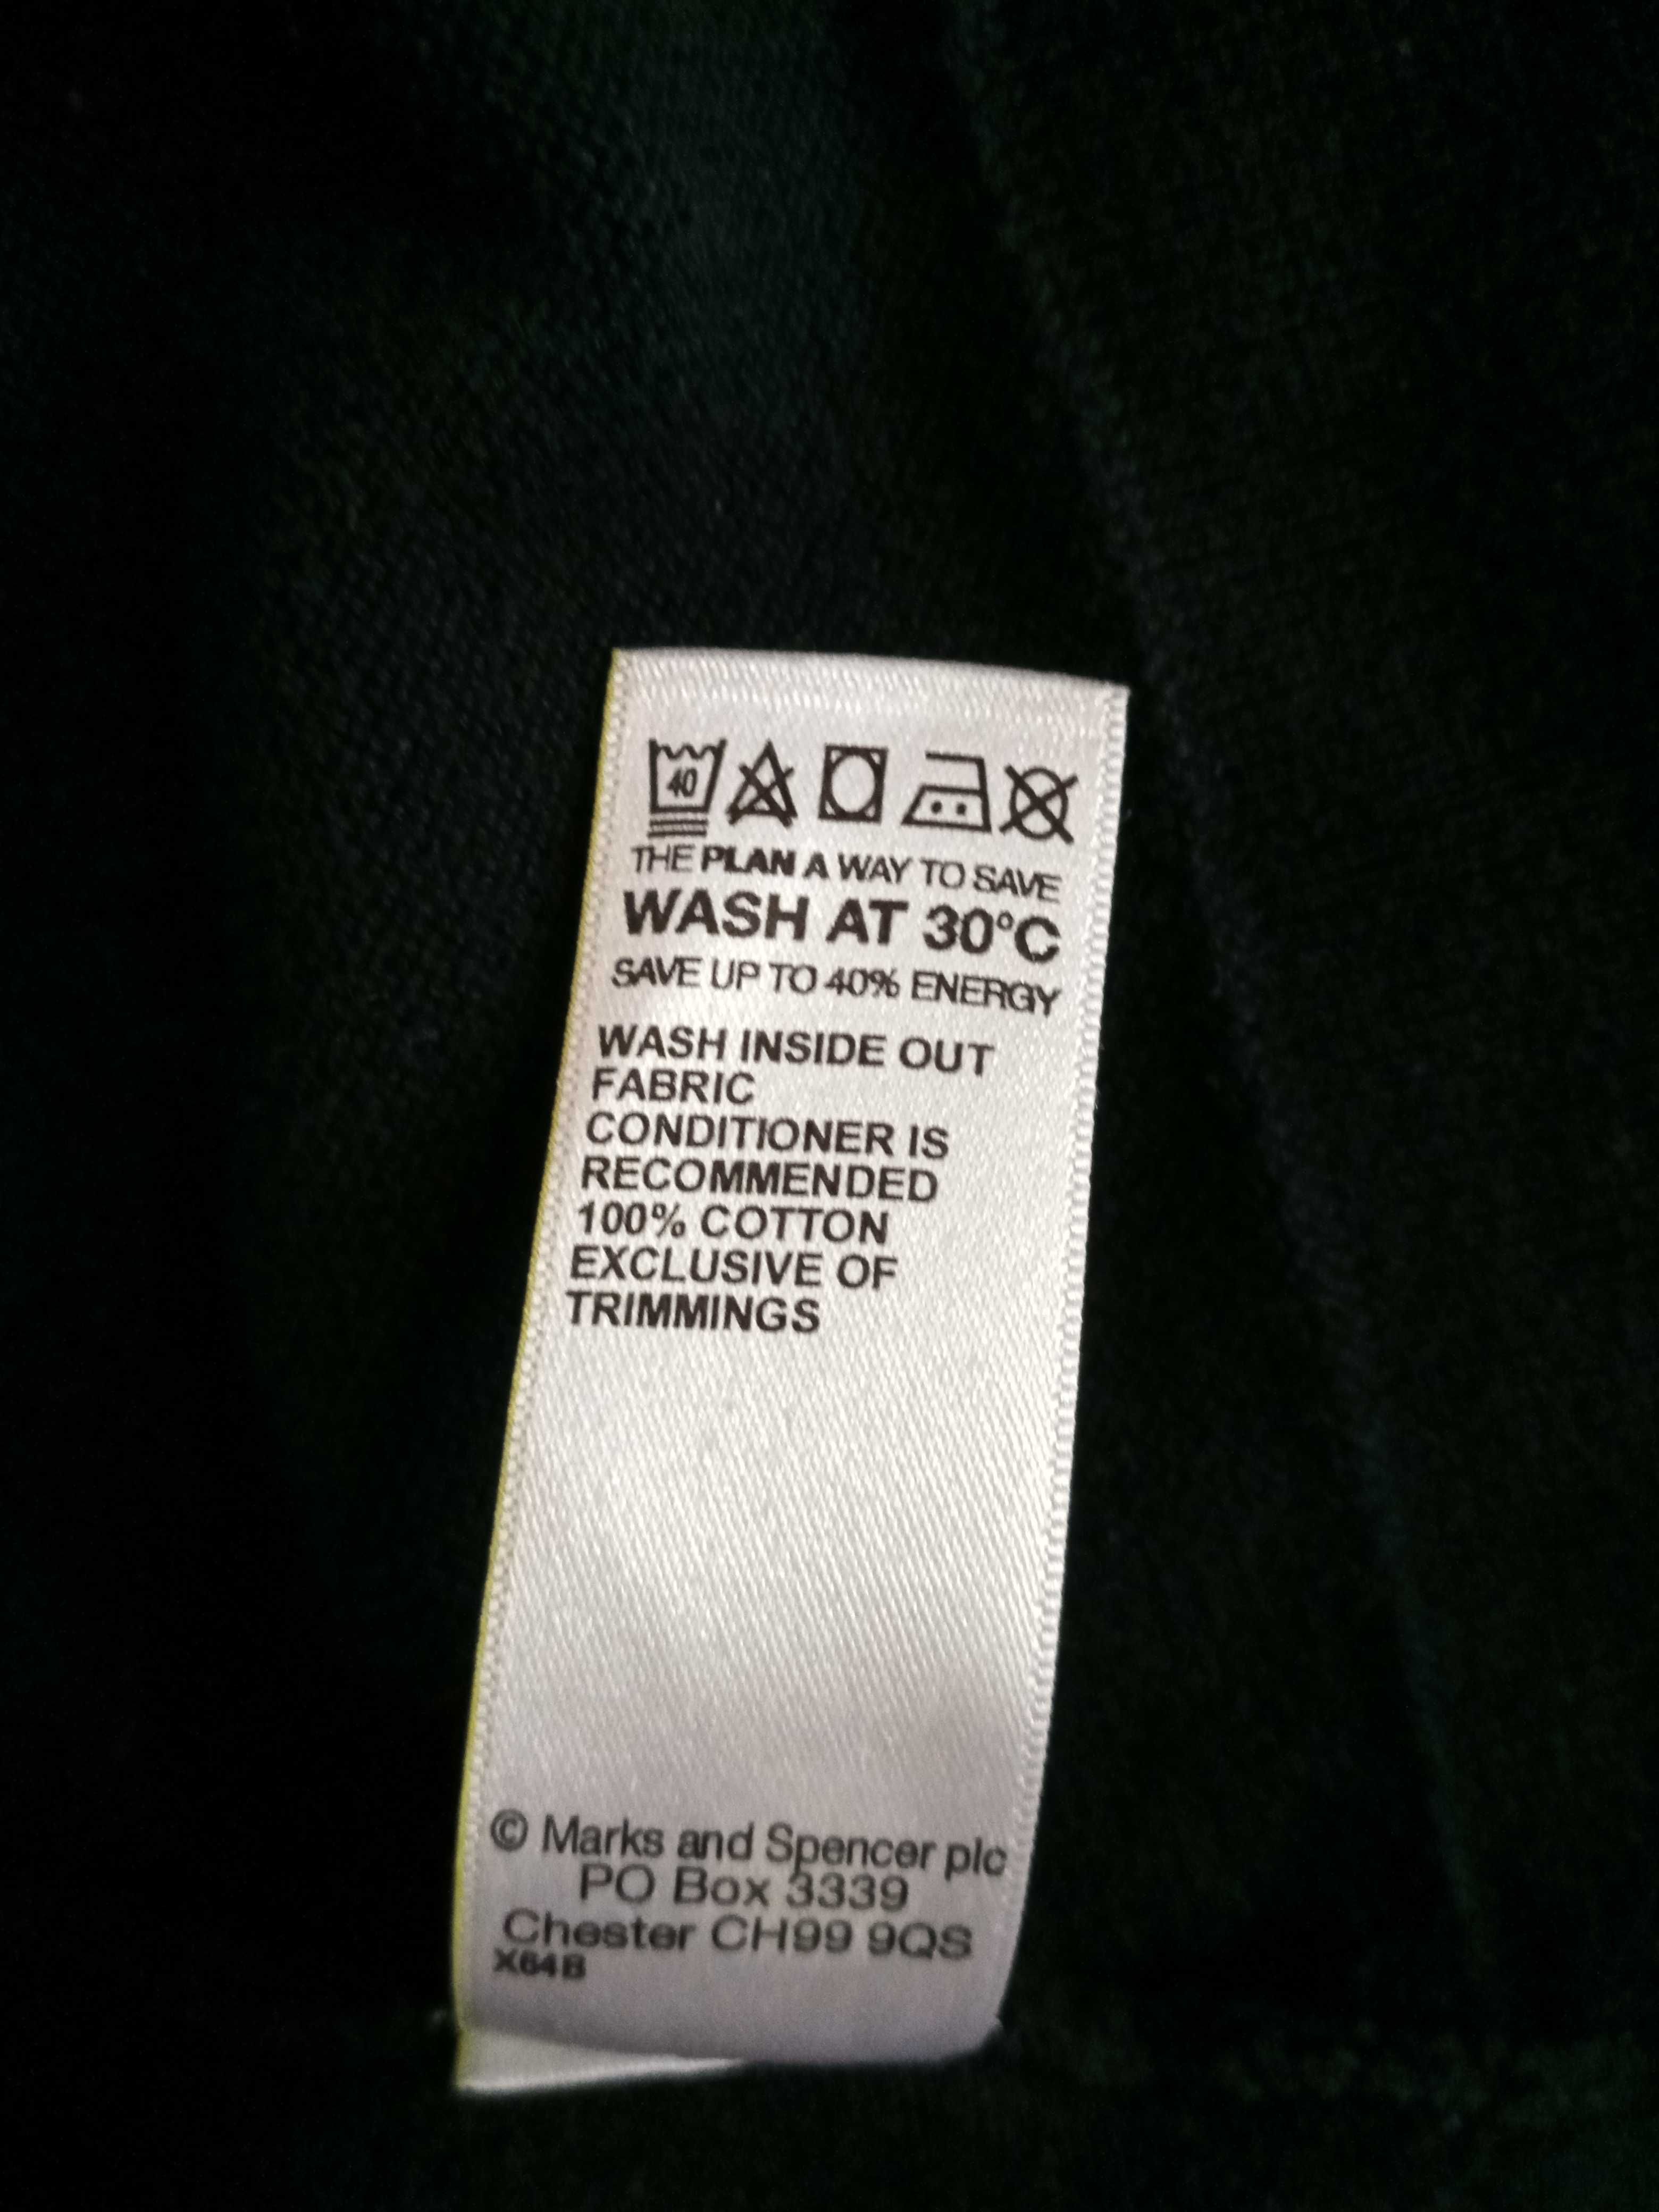 40
THE PLAN A WAY TO SAVE
WASH AT 30°C
SAVE UP TO 40% ENERGY
WASH INSIDE OUT
FABRIC
CONDITIONER IS
RECOMMENDED
100% COTTON
EXCLUSIVE OF
TRIMMINGS
© Marks and Spencer plc
PO Box 3339
Chester CH99 9QS
X64B